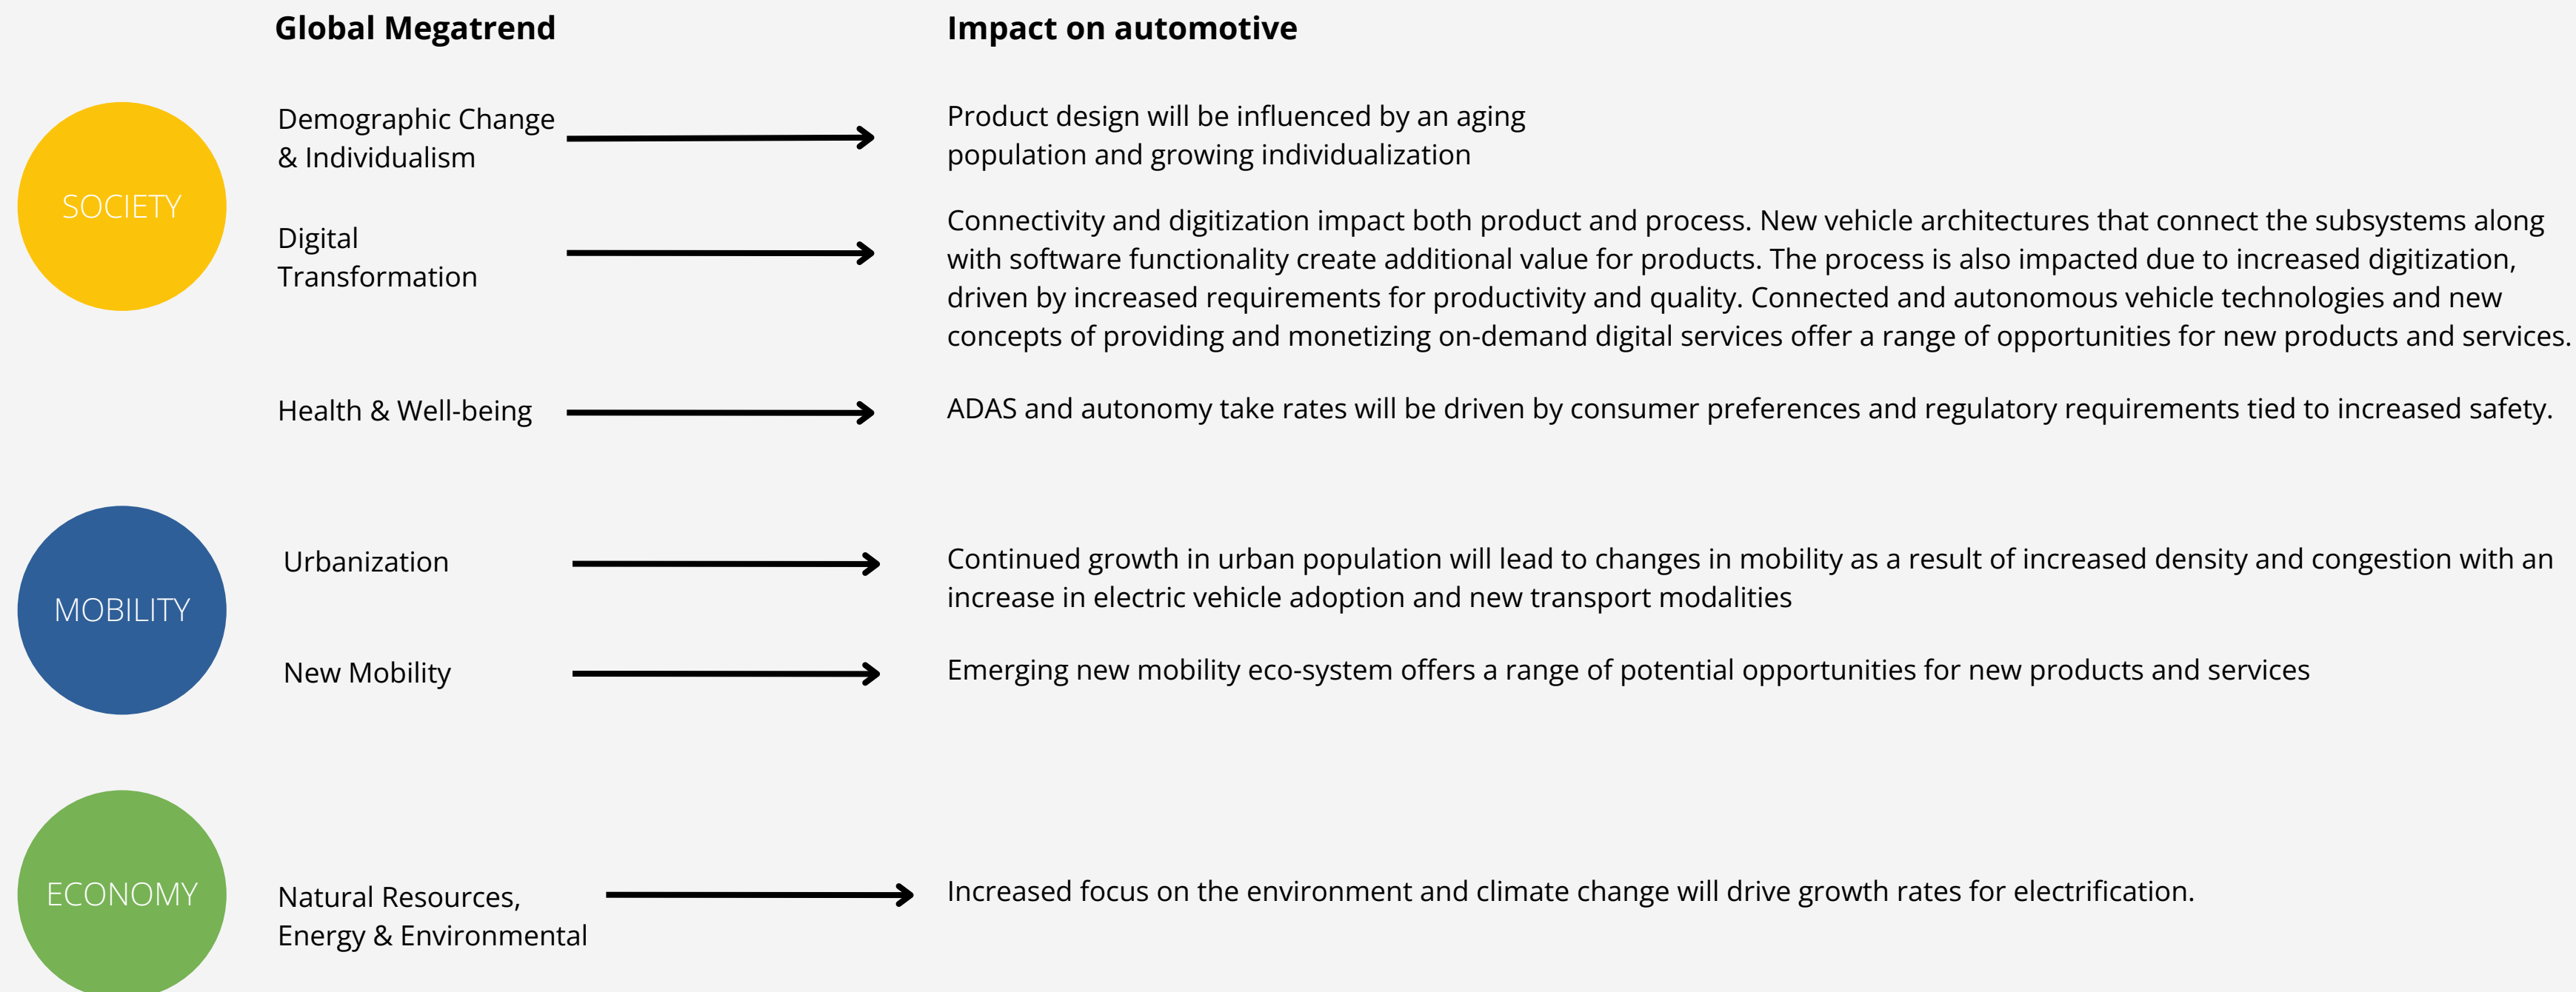 Global Megatrend
Impact on automotive
SOCIETY
Demographic Change
& Individualism
Product design will be influenced by an aging
population and growing individualization
Digital
Transformation
Connectivity and digitization impact both product and process. New vehicle architectures that connect the subsystems along
with software functionality create additional value for products. The process is also impacted due to increased digitization,
driven by increased requirements for productivity and quality. Connected and autonomous vehicle technologies and new
concepts of providing and monetizing on-demand digital services offer a range of opportunities for new products and services.
Health & Well-being
ADAS and autonomy take rates will be driven by consumer preferences and regulatory requirements tied to increased safety.
MOBILITY
Urbanization
Continued growth in urban population will lead to changes in mobility as a result of increased density and congestion with an
increase in electric vehicle adoption and new transport modalities
New Mobility
Emerging new mobility eco-system offers a range of potential opportunities for new products and services
ECONOMY
Natural Resources,
Energy & Environmental
Increased focus on the environment and climate change will drive growth rates for electrification.